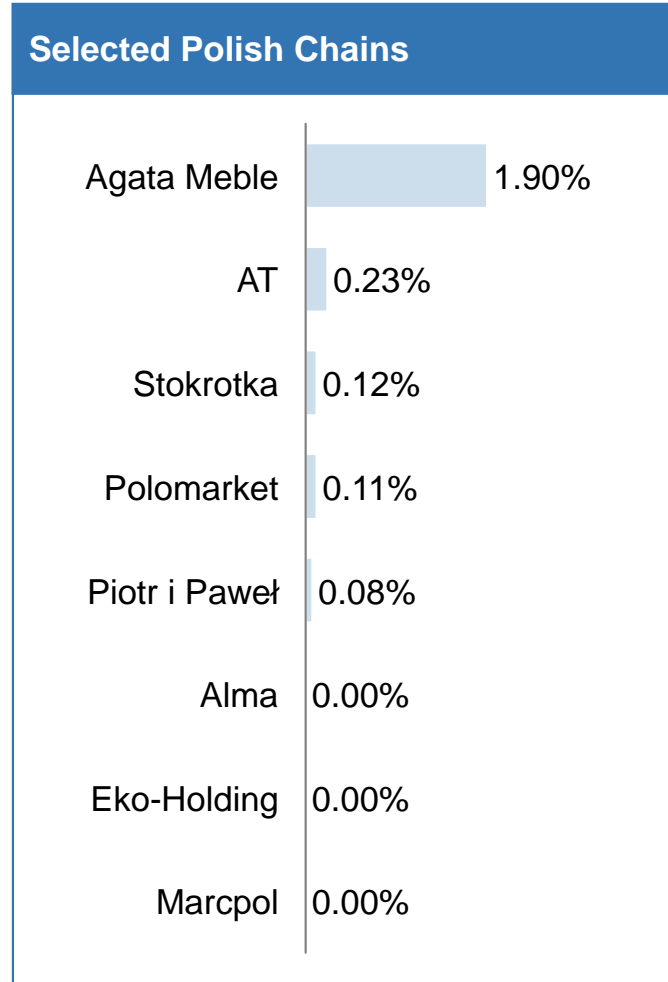 Selected Polish Chains
Agata Meble 1.90%
AT 0.23%
Stokrotka 0.12%
Polomarket 0.11%
Piotr i Paweł 0.08%
Alma 0.00%
Eko-Holding 0.00%
Marcpol 0.00%